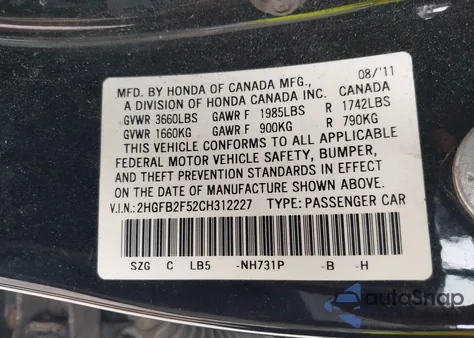 MFD. BY HONDA OF CANADA MFG., 08/'11
A DIVISION OF HONDA CANADA INC. CANADA
GVWR 3660LBS GAWR F 1985LBS R 1742LBS
GVWR 1660KG GAWR F 900KG R 790KG
THIS VEHICLE CONFORMS TO ALL APPLICABLE
FEDERAL MOTOR VEHICLE SAFETY, BUMPER,
AND THEFT PREVENTION STANDARDS IN EFFECT
ON THE DATE OF MANUFACTURE SHOWN ABOVE.
V.I.N.: 2HGFB2F52CH312227 TYPE: PASSENGER CAR
SZG C LB5 -NH731P -B -H
autoSnap